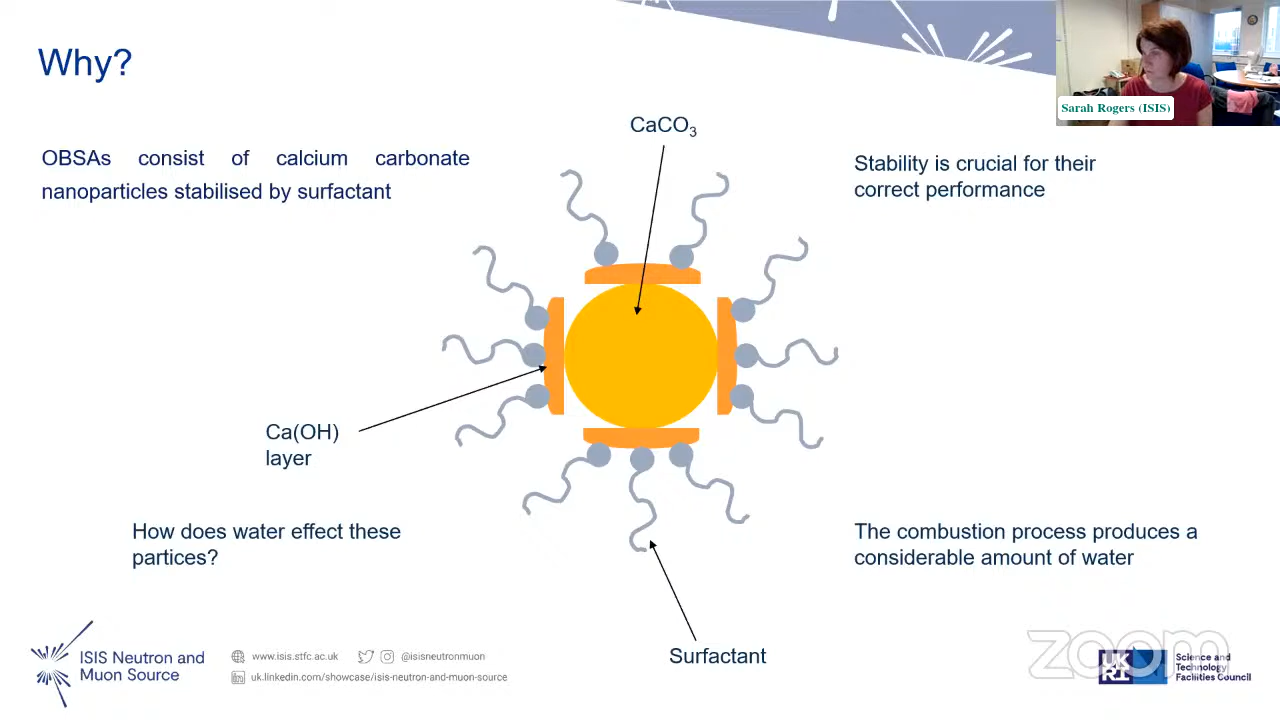 Why?
Sarah Rogers (ISIS)
CaCO₃
OBSAs consist of calcium carbonate
nanoparticles stabilised by surfactant
Stability is crucial for their
correct performance
Ca(OH)
layer
How does water effect these
partices?
The combustion process produces a
considerable amount of water
Surfactant
ISIS Neutron and
Muon Source
www.isis.stfc.ac.uk
@isisneutronmuon
uk.linkedin.com/showcase/isis-neutron-and-muon-source
zoom
UKRI
Science and
Technology
Facilities Council